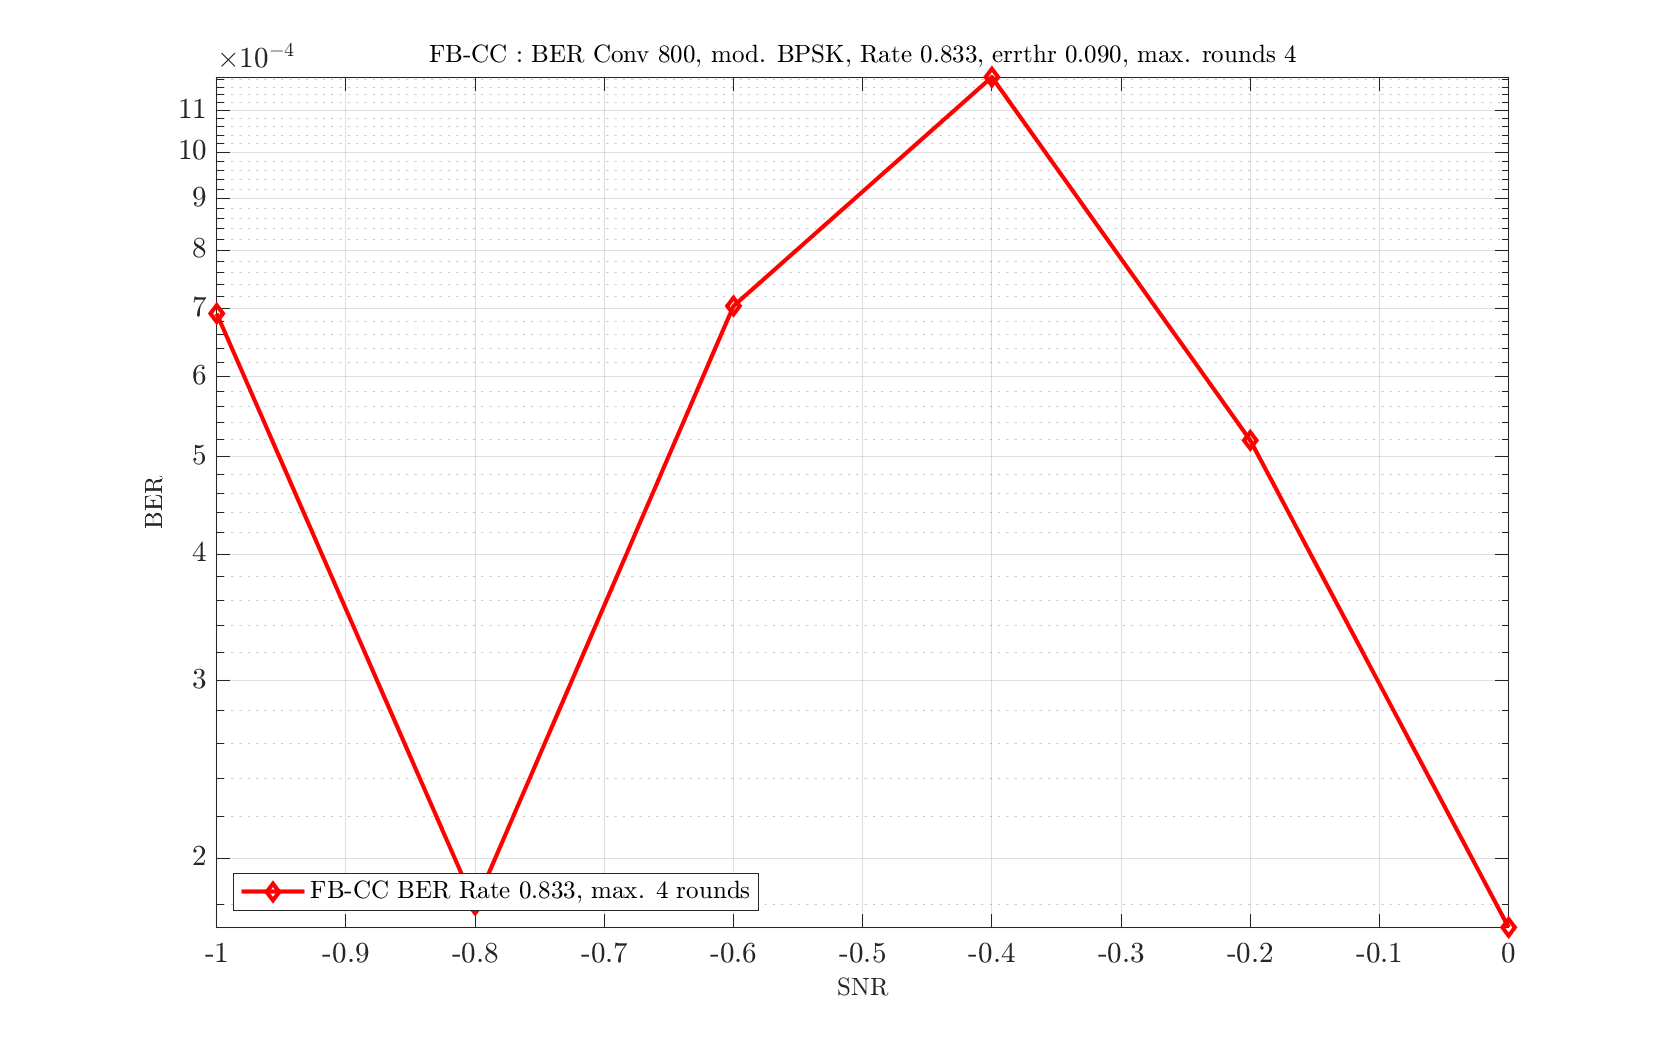 ×10⁻⁴
FB-CC : BER Conv 800, mod. BPSK, Rate 0.833, errthr 0.090, max. rounds 4
11
10
9
8
7
6
5
4
3
2
BER
FB-CC BER Rate 0.833, max. 4 rounds
-1 -0.9 -0.8 -0.7 -0.6 -0.5 -0.4 -0.3 -0.2 -0.1 0
SNR